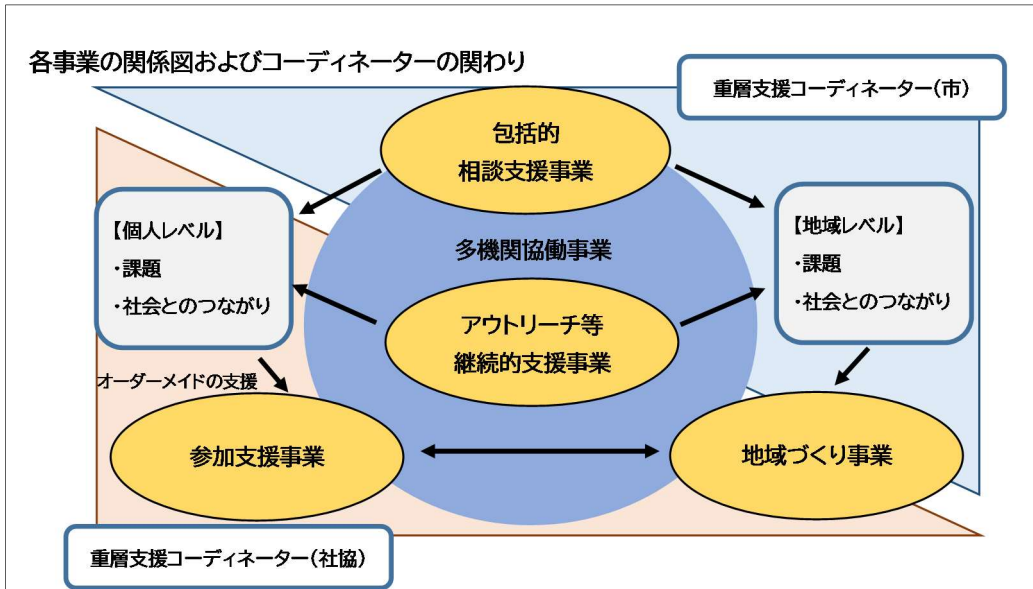 各事業の関係図およびコーディネーターの関わり
重層支援コーディネーター(市)
包括的
相談支援事業
【個人レベル】
・課題
・社会とのつながり
【地域レベル】
・課題
・社会とのつながり
多機関協働事業
アウトリーチ等
継続的支援事業
オーダーメイドの支援
参加支援事業
地域づくり事業
重層支援コーディネーター(社協)